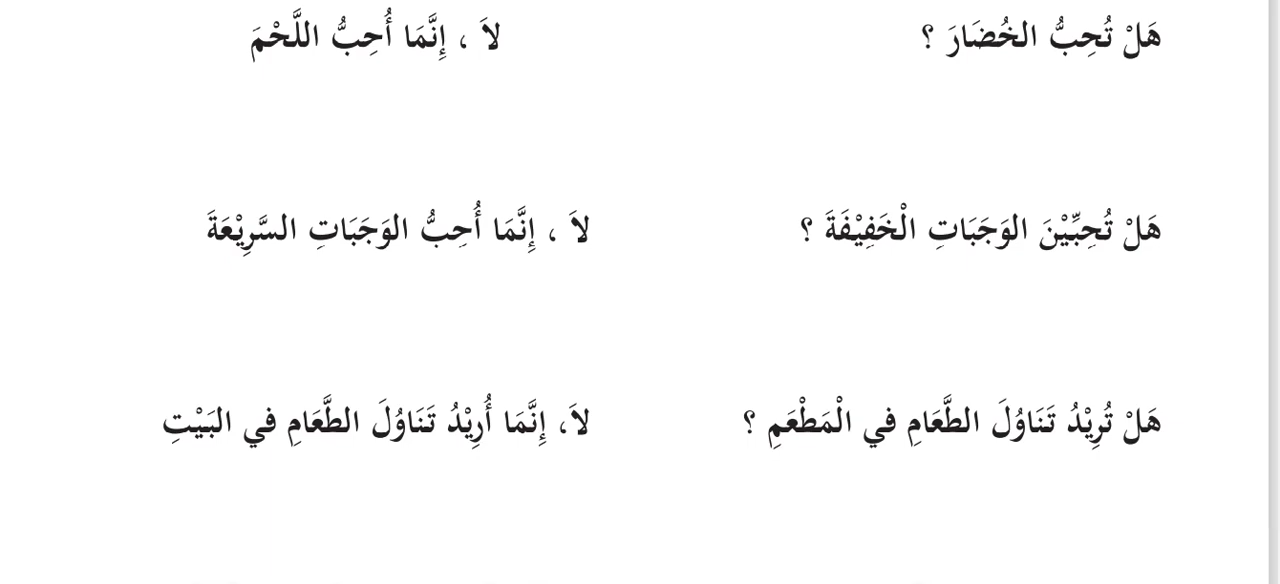 هَلْ تُحِبُّ الخُضَارَ ؟ لاَ ، إِنَّمَا أُحِبُّ اللَّحْمَ
هَلْ تُحِبِّيْنَ الوَجَبَاتِ الْخَفِيْفَةَ ؟ لاَ ، إِنَّمَا أُحِبُّ الوَجَبَاتِ السَّرِيْعَةَ
هَلْ تُرِيْدُ تَنَاوُلَ الطَّعَامِ في الْمَطْعَمِ ؟ لاَ، إِنَّمَا أُرِيْدُ تَنَاوُلَ الطَّعَامِ في البَيْتِ